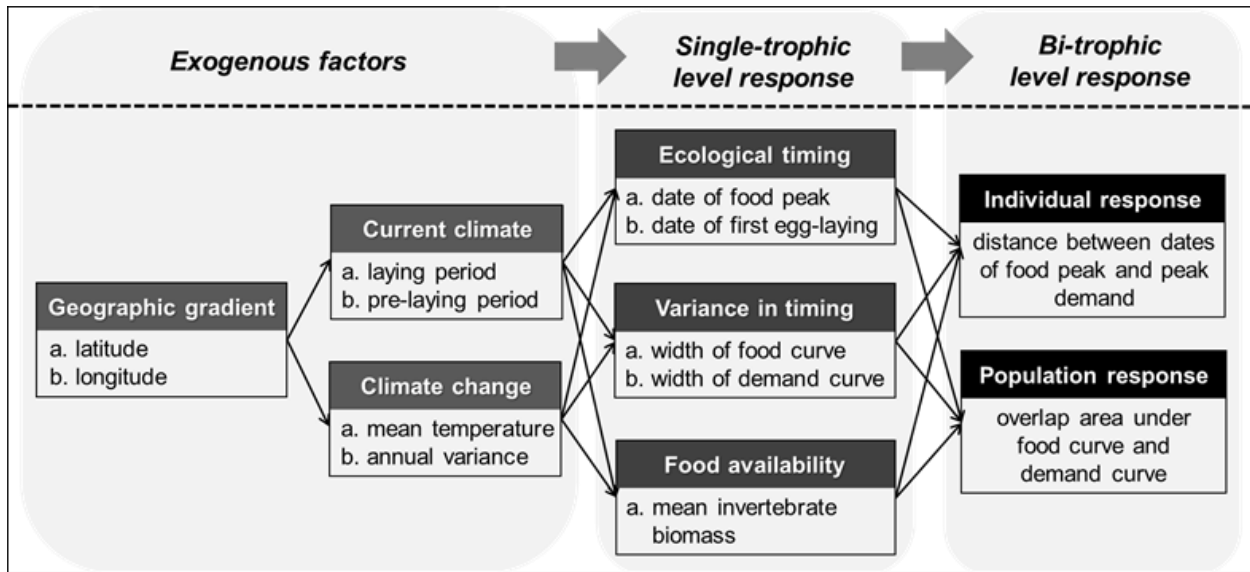 Exogenous factors
Single-trophic
level response
Bi-trophic
level response
Geographic gradient
a. latitude
b. longitude
Current climate
a. laying period
b. pre-laying period
Climate change
a. mean temperature
b. annual variance
Ecological timing
a. date of food peak
b. date of first egg-laying
Variance in timing
a. width of food curve
b. width of demand curve
Food availability
a. mean invertebrate
biomass
Individual response
distance between dates
of food peak and peak
demand
Population response
overlap area under
food curve and
demand curve